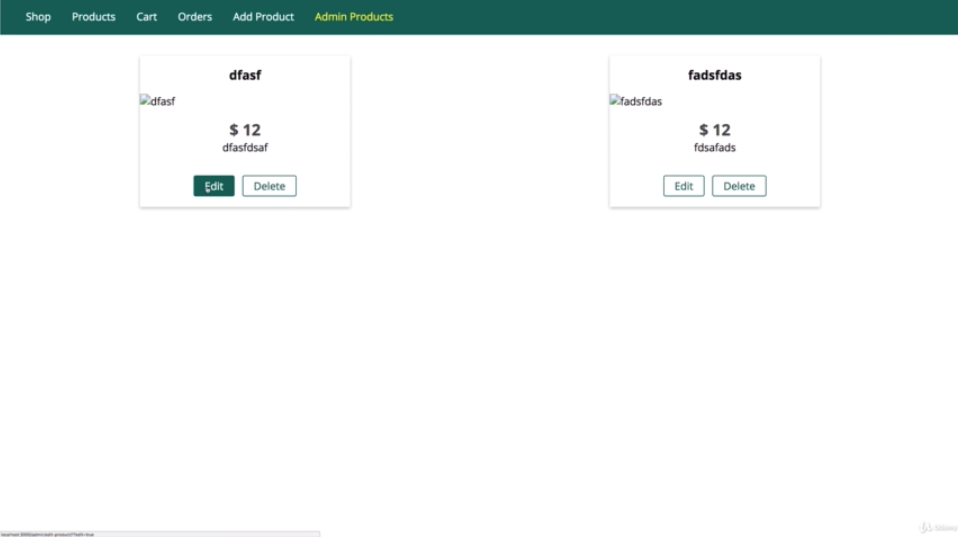 Shop Products Cart Orders Add Product Admin Products
dfasf fadsfdas
dfasf fadsfdas
$ 12 $ 12
dfasfdsaf fdsafads
Edit Delete Edit Delete
Udemy